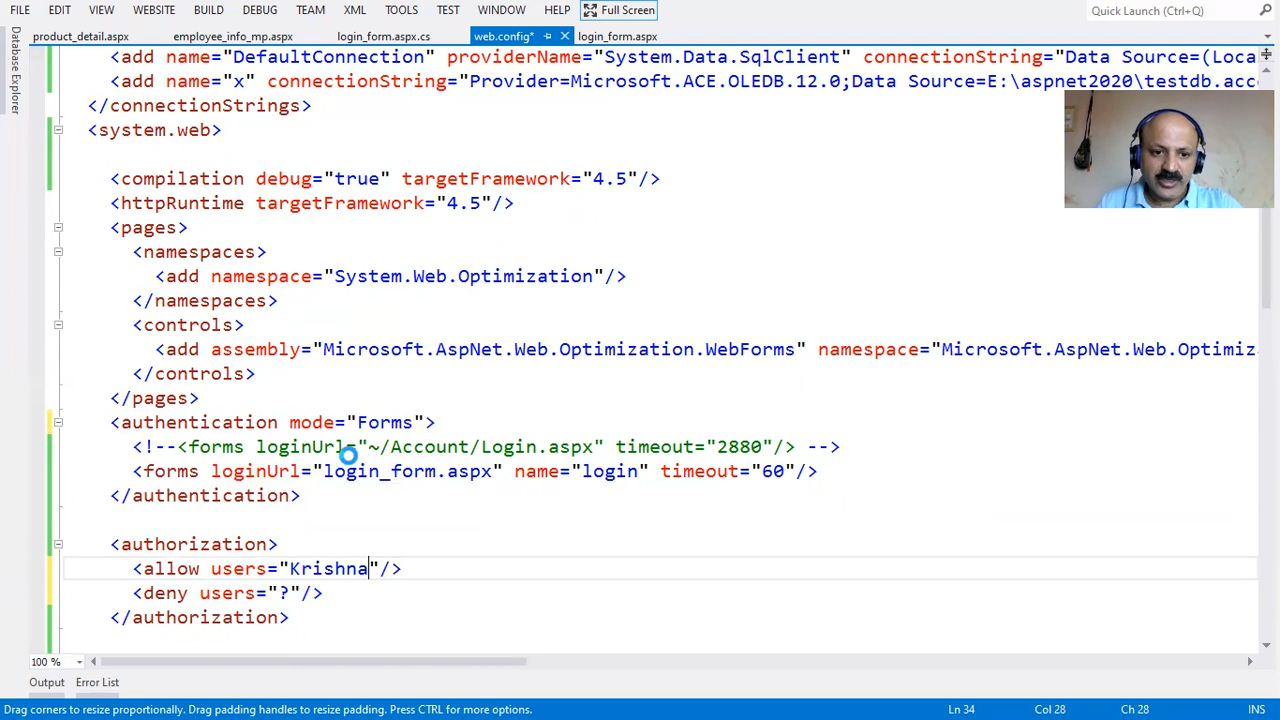 FILE EDIT VIEW WEBSITE BUILD DEBUG TEAM XML TOOLS TEST WINDOW HELP Full Screen Quick Launch (Ctrl+Q)
product_detail.aspx employee_info_mp.aspx login_form.aspx.cs web.config* login_form.aspx
Database Explorer
<add name="DefaultConnection" providerName="System.Data.SqlClient" connectionString="Data Source=(Loca
<add name="x" connectionString="Provider=Microsoft.ACE.OLEDB.12.0;Data Source=E:\aspnet2020\testdb.acc
</connectionStrings>
<system.web>
<compilation debug="true" targetFramework="4.5"/>
<httpRuntime targetFramework="4.5"/>
<pages>
<namespaces>
<add namespace="System.Web.Optimization"/>
</namespaces>
<controls>
<add assembly="Microsoft.AspNet.Web.Optimization.WebForms" namespace="Microsoft.AspNet.Web.Optimiz
</controls>
</pages>
<authentication mode="Forms">
<!--<forms loginUrl="~/Account/Login.aspx" timeout="2880"/> -->
<forms loginUrl="login_form.aspx" name="login" timeout="60"/>
</authentication>
<authorization>
<allow users="Krishna"/>
<deny users="?"/>
</authorization>
100 %
Output Error List
Drag corners to resize proportionally. Drag padding handles to resize padding. Press CTRL for more options. Ln 34 Col 28 Ch 28 INS